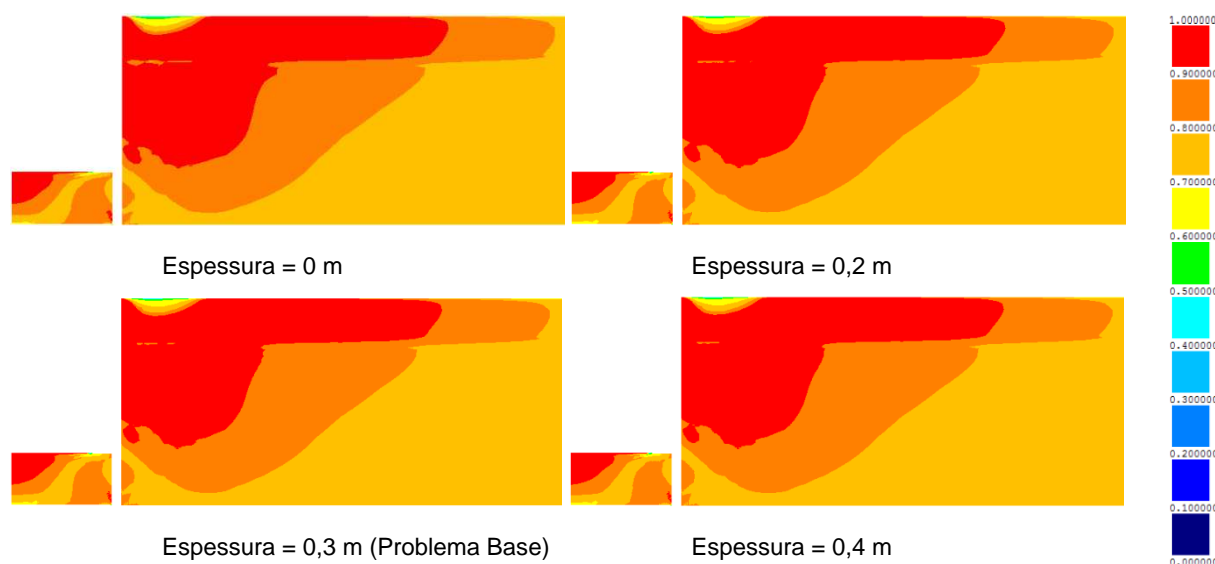 1.000000
0.900000
0.800000
0.700000
0.600000
0.500000
0.400000
0.300000
0.200000
0.100000
0.000000
Espessura = 0 m
Espessura = 0,2 m
Espessura = 0,3 m (Problema Base)
Espessura = 0,4 m